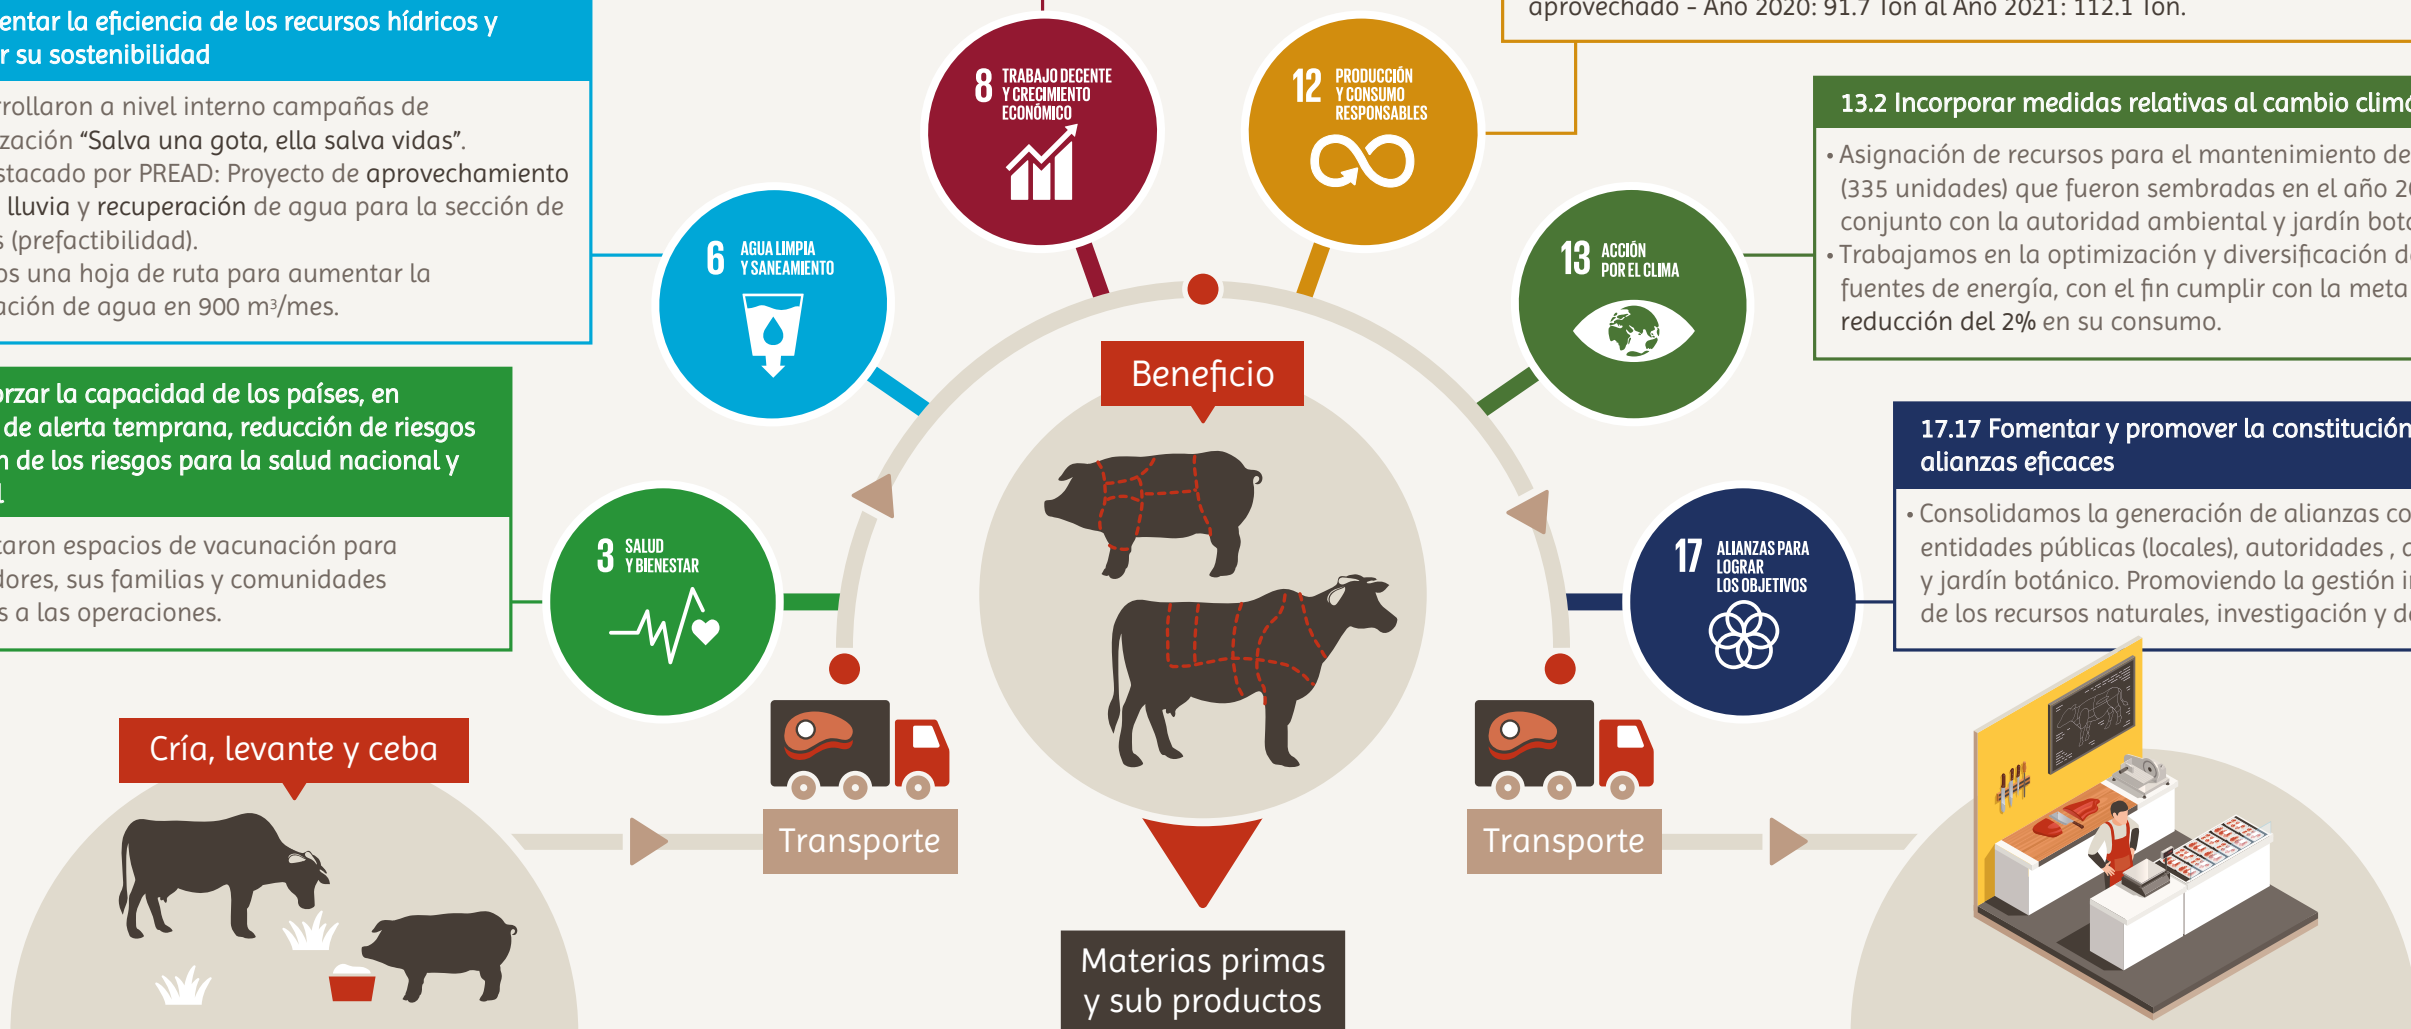 entar la eficiencia de los recursos hídricos y
r su sostenibilidad
rrollaron a nivel interno campañas de
zación “Salva una gota, ella salva vidas”.
stacado por PREAD: Proyecto de aprovechamiento
lluvia y recuperación de agua para la sección de
s (prefactibilidad).
os una hoja de ruta para aumentar la
ación de agua en 900 m³/mes.
orzar la capacidad de los países, en
de alerta temprana, reducción de riesgos
n de los riesgos para la salud nacional y
l
taron espacios de vacunación para
dores, sus familias y comunidades
s a las operaciones.
8 TRABAJO DECENTE
Y CRECIMIENTO
ECONÓMICO
12 PRODUCCIÓN
Y CONSUMO
RESPONSABLES
6 AGUA LIMPIA
Y SANEAMIENTO
13 ACCIÓN
POR EL CLIMA
3 SALUD
Y BIENESTAR
17 ALIANZAS PARA
LOGRAR
LOS OBJETIVOS
aprovechado - Año 2020: 91.7 Ton al Año 2021: 112.1 Ton.
13.2 Incorporar medidas relativas al cambio climá
• Asignación de recursos para el mantenimiento de
(335 unidades) que fueron sembradas en el año 20
conjunto con la autoridad ambiental y jardín botá
• Trabajamos en la optimización y diversificación de
fuentes de energía, con el fin cumplir con la meta
reducción del 2% en su consumo.
17.17 Fomentar y promover la constitución
alianzas eficaces
• Consolidamos la generación de alianzas co
entidades públicas (locales), autoridades , c
y jardín botánico. Promoviendo la gestión in
de los recursos naturales, investigación y de
Beneficio
Cría, levante y ceba
Transporte
Transporte
Materias primas
y sub productos